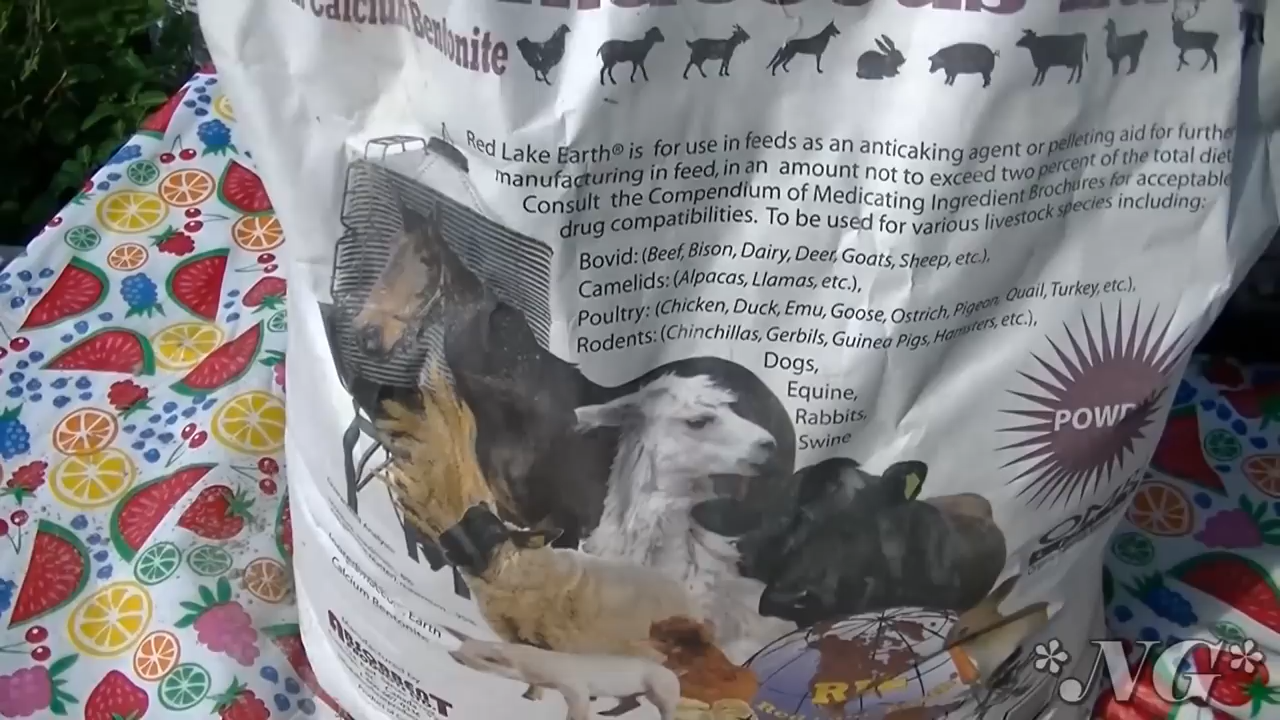 Calcium Bentonite
Red Lake Earth® is for use in feeds as an anticaking agent or pelleting aid for furthe
manufacturing in feed, in an amount not to exceed two percent of the total diet
Consult the Compendium of Medicating Ingredient Brochures for acceptable
drug compatibilities. To be used for various livestock species including:
Bovid: (Beef, Bison, Dairy, Deer, Goats, Sheep, etc.),
Camelids: (Alpacas, Llamas, etc.),
Poultry: (Chicken, Duck, Emu, Goose, Ostrich, Pigeon, Quail, Turkey, etc.),
Rodents: (Chinchillas, Gerbils, Guinea Pigs, Hamsters, etc.),
Dogs,
Equine,
Rabbits,
Swine
POWD
Earth
Calcium Bentonite
*NG*